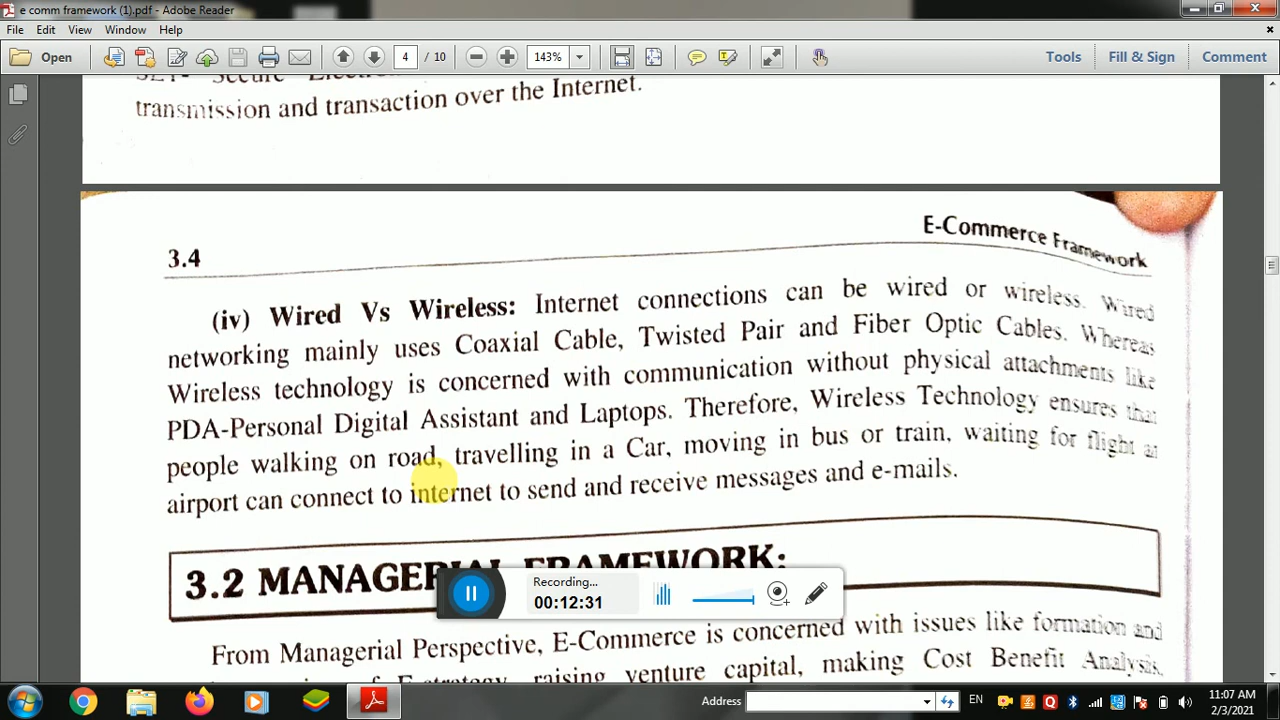 e comm framework (1).pdf - Adobe Reader
File Edit View Window Help
Open 4 / 10 143% Tools Fill & Sign Comment
transmission and transaction over the Internet.
E-Commerce Framework
3.4
(iv) Wired Vs Wireless: Internet connections can be wired or wireless. Wired
networking mainly uses Coaxial Cable, Twisted Pair and Fiber Optic Cables. Whereas
Wireless technology is concerned with communication without physical attachments like
PDA-Personal Digital Assistant and Laptops. Therefore, Wireless Technology ensures that
people walking on road, travelling in a Car, moving in bus or train, waiting for flight at
airport can connect to internet to send and receive messages and e-mails.
3.2 MANAGERIAL FRAMEWORK:
Recording...
00:12:31
From Managerial Perspective, E-Commerce is concerned with issues like formation and
raising venture capital, making Cost Benefit Analysis,
Address EN 11:07 AM
2/3/2021